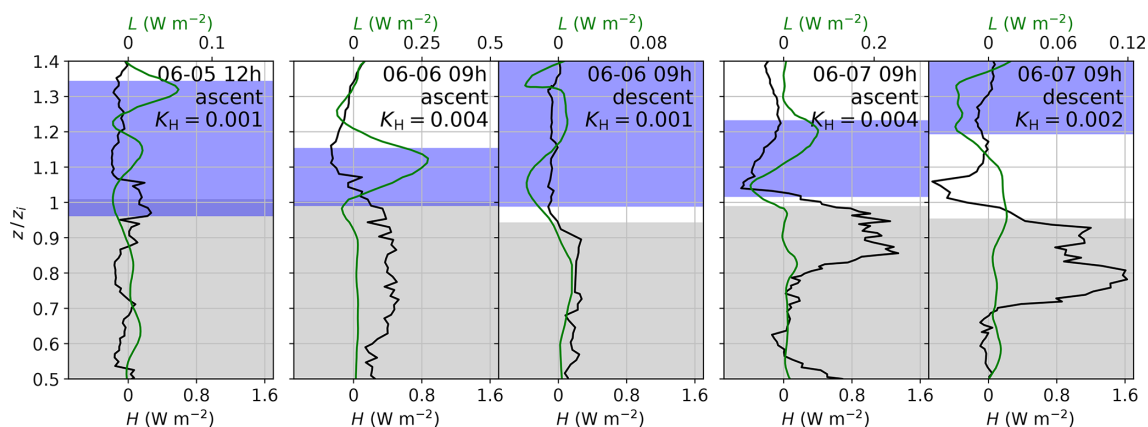 L (W m⁻²) L (W m⁻²) L (W m⁻²) L (W m⁻²) L (W m⁻²)
0 0.1 0 0.25 0.5 0 0.08 0 0.2 0 0.06 0.12
1.4
1.3
1.2
1.1
1
0.9
0.8
0.7
0.6
0.5
z/zᵢ
06-05 12h
ascent
K_H = 0.001
06-06 09h
ascent
K_H = 0.004
06-06 09h
descent
K_H = 0.001
06-07 09h
ascent
K_H = 0.004
06-07 09h
descent
K_H = 0.002
0 0.8 1.6 0 0.8 1.6 0 0.8 1.6 0 0.8 1.6 0 0.8 1.6
H (W m⁻²) H (W m⁻²) H (W m⁻²) H (W m⁻²) H (W m⁻²)